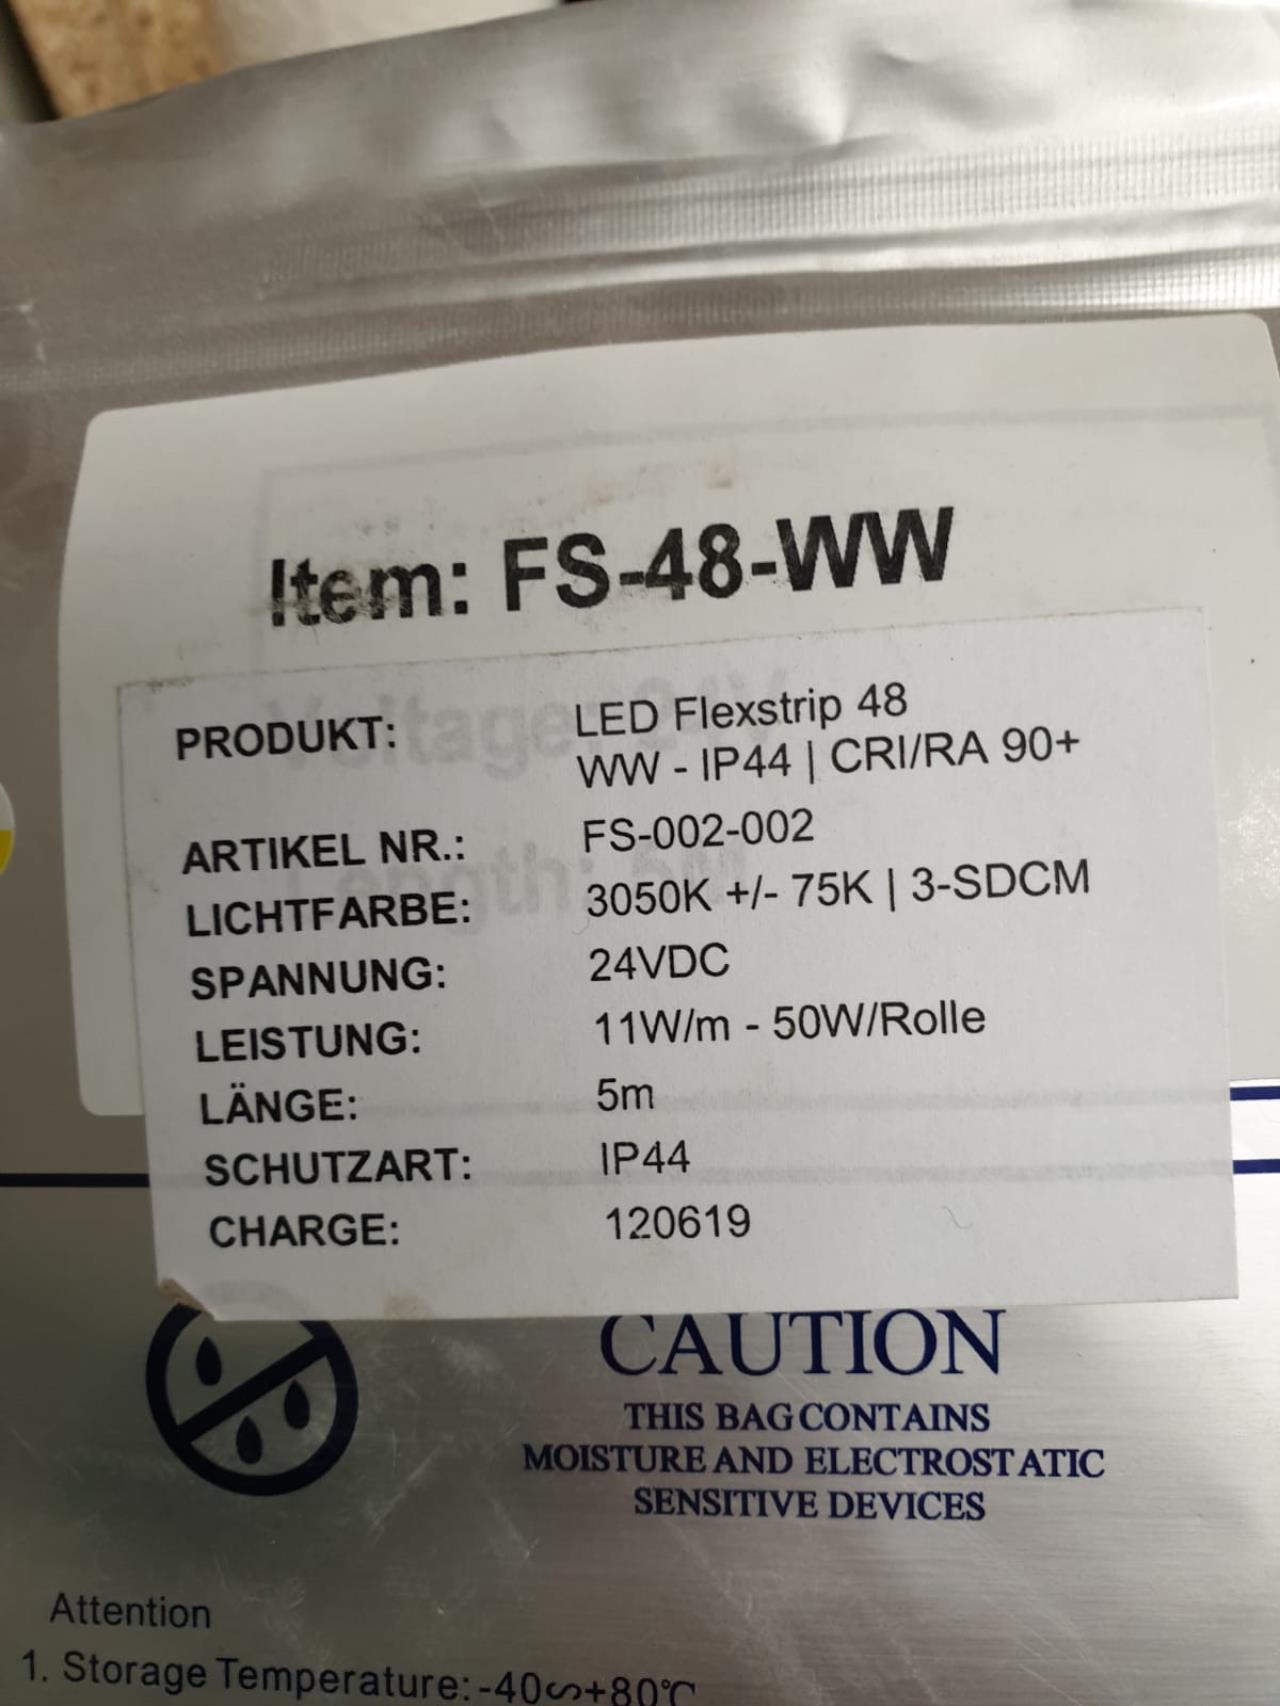 Item: FS-48-WW
PRODUKT: LED Flexstrip 48
WW - IP44 | CRI/RA 90+
ARTIKEL NR.: FS-002-002
LICHTFARBE: 3050K +/- 75K | 3-SDCM
SPANNUNG: 24VDC
LEISTUNG: 11W/m - 50W/Rolle
LÄNGE: 5m
SCHUTZART: IP44
CHARGE: 120619
CAUTION
THIS BAG CONTAINS
MOISTURE AND ELECTROSTATIC
SENSITIVE DEVICES
Attention
1. Storage Temperature: -40∽+80℃